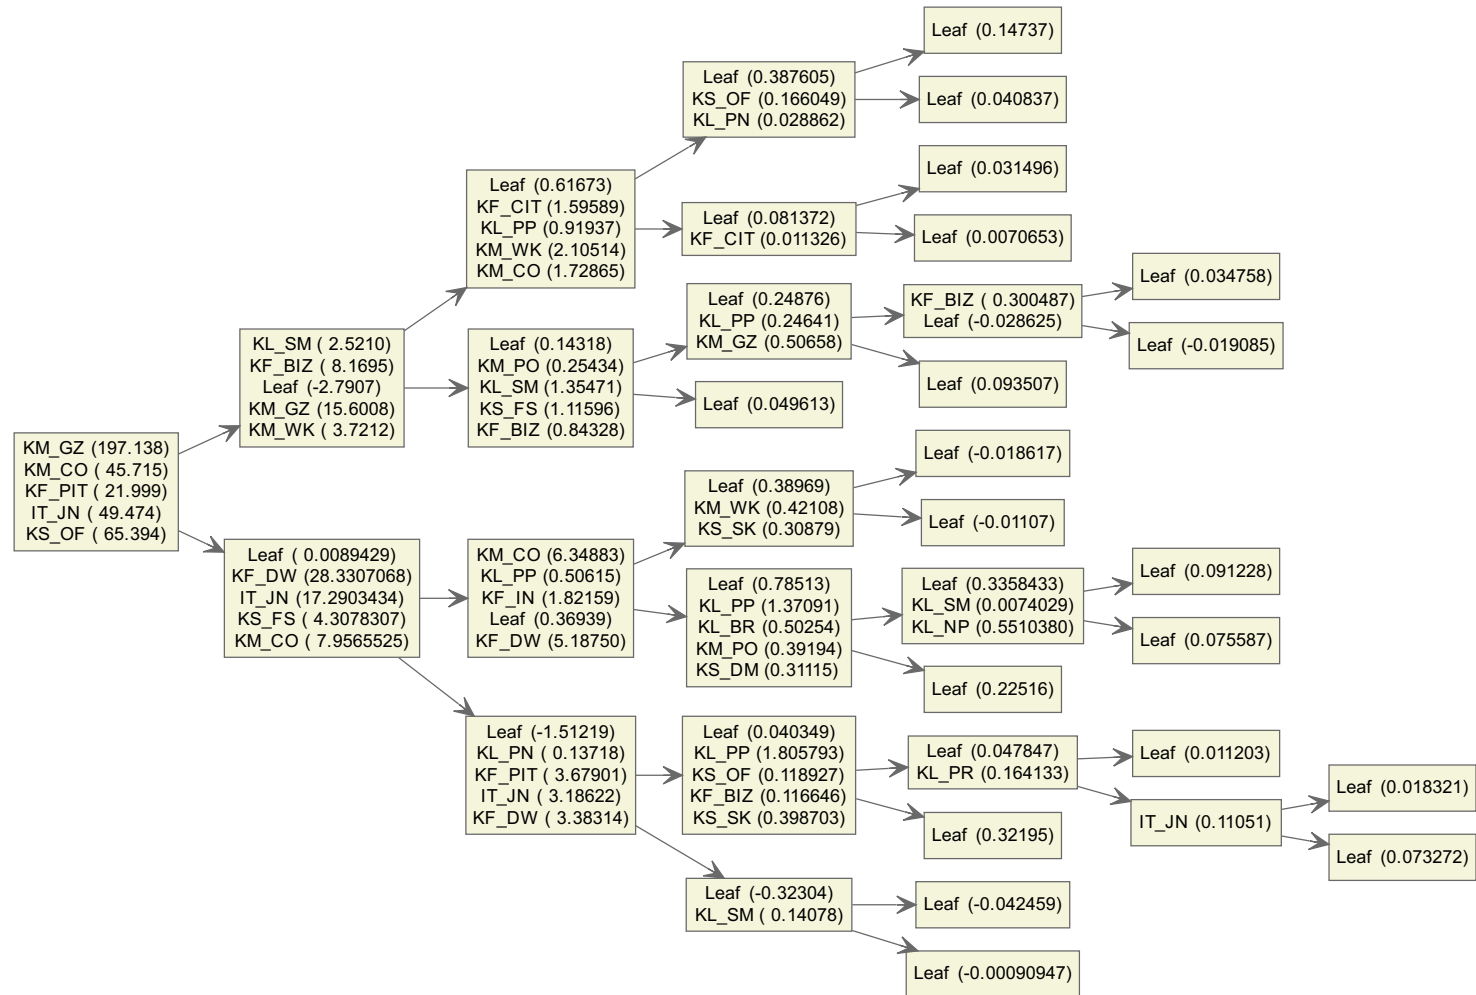 KM_GZ (197.138)
KM_CO ( 45.715)
KF_PIT ( 21.999)
IT_JN ( 49.474)
KS_OF ( 65.394)
KL_SM ( 2.5210)
KF_BIZ ( 8.1695)
Leaf (-2.7907)
KM_GZ (15.6008)
KM_WK ( 3.7212)
Leaf ( 0.0089429)
KF_DW (28.3307068)
IT_JN (17.2903434)
KS_FS ( 4.3078307)
KM_CO ( 7.9565525)
Leaf (0.61673)
KF_CIT (1.59589)
KL_PP (0.91937)
KM_WK (2.10514)
KM_CO (1.72865)
Leaf (0.14318)
KM_PO (0.25434)
KL_SM (1.35471)
KS_FS (1.11596)
KF_BIZ (0.84328)
KM_CO (6.34883)
KL_PP (0.50615)
KF_IN (1.82159)
Leaf (0.36939)
KF_DW (5.18750)
Leaf (-1.51219)
KL_PN ( 0.13718)
KF_PIT ( 3.67901)
IT_JN ( 3.18622)
KF_DW ( 3.38314)
Leaf (0.387605)
KS_OF (0.166049)
KL_PN (0.028862)
Leaf (0.081372)
KF_CIT (0.011326)
Leaf (0.24876)
KL_PP (0.24641)
KM_GZ (0.50658)
Leaf (0.049613)
Leaf (0.38969)
KM_WK (0.42108)
KS_SK (0.30879)
Leaf (0.78513)
KL_PP (1.37091)
KL_BR (0.50254)
KM_PO (0.39194)
KS_DM (0.31115)
Leaf (0.040349)
KL_PP (1.805793)
KS_OF (0.118927)
KF_BIZ (0.116646)
KS_SK (0.398703)
Leaf (-0.32304)
KL_SM ( 0.14078)
Leaf (0.14737)
Leaf (0.040837)
Leaf (0.031496)
Leaf (0.0070653)
KF_BIZ ( 0.300487)
Leaf (-0.028625)
Leaf (0.093507)
Leaf (-0.018617)
Leaf (-0.01107)
Leaf (0.3358433)
KL_SM (0.0074029)
KL_NP (0.5510380)
Leaf (0.22516)
Leaf (0.047847)
KL_PR (0.164133)
Leaf (0.32195)
Leaf (-0.042459)
Leaf (-0.00090947)
Leaf (0.034758)
Leaf (-0.019085)
Leaf (0.091228)
Leaf (0.075587)
Leaf (0.011203)
IT_JN (0.11051)
Leaf (0.018321)
Leaf (0.073272)